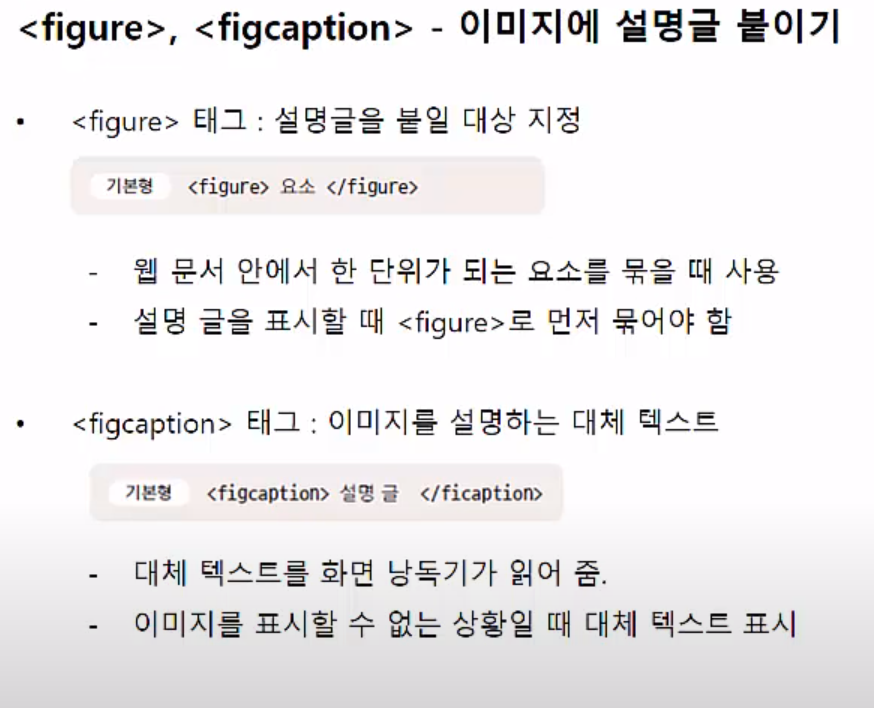 <figure>, <figcaption> - 이미지에 설명글 붙이기
• <figure> 태그 : 설명글을 붙일 대상 지정
기본형 <figure> 요소 </figure>
- 웹 문서 안에서 한 단위가 되는 요소를 묶을 때 사용
- 설명 글을 표시할 때 <figure>로 먼저 묶어야 함
• <figcaption> 태그 : 이미지를 설명하는 대체 텍스트
기본형 <figcaption> 설명 글 </ficaption>
- 대체 텍스트를 화면 낭독기가 읽어 줌.
- 이미지를 표시할 수 없는 상황일 때 대체 텍스트 표시